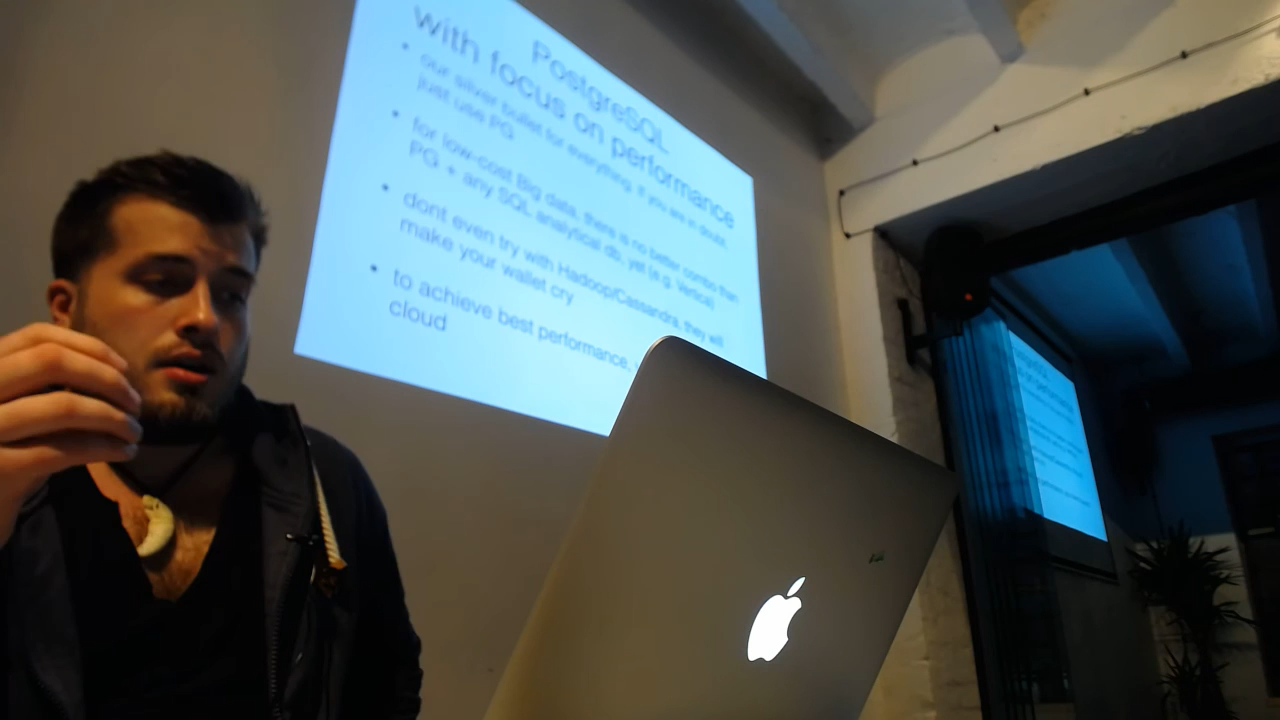 PostgreSQL
with focus on performance
• our silver bullet for everything. If you are in doubt,
just use PG
• for low-cost Big data, there is no better combo than
PG + any SQL analytical db, yet (e.g. Vertica)
• dont even try with Hadoop/Cassandra, they will
make your wallet cry
• to achieve best performance,
cloud